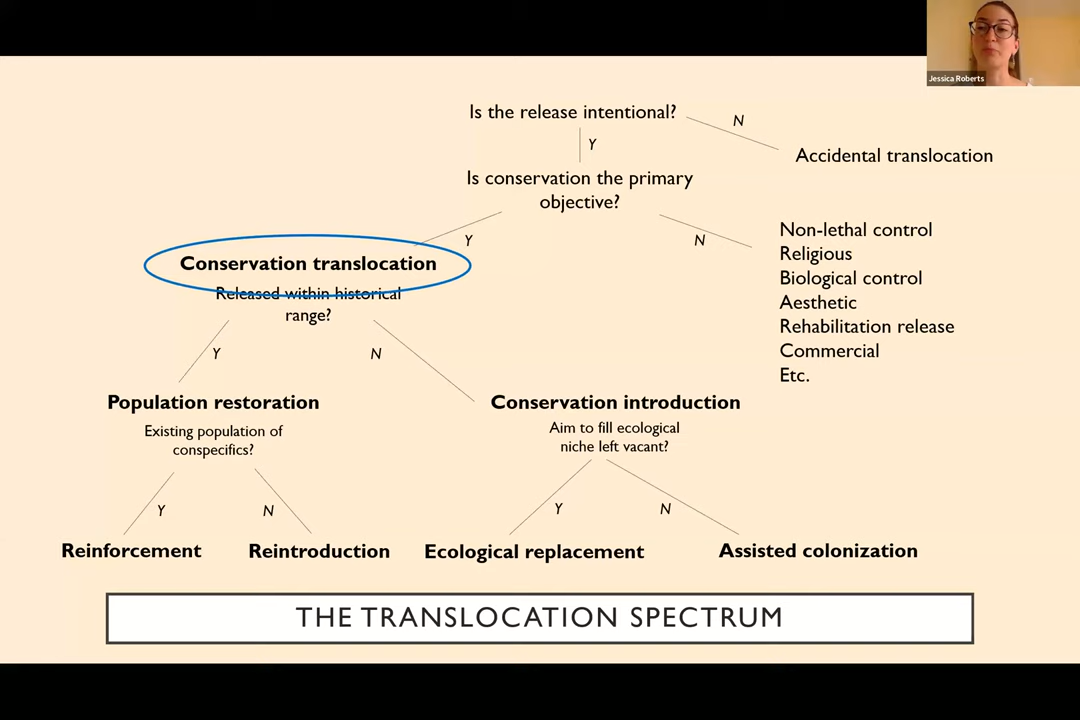 Jessica Roberts
Is the release intentional?
N
Y
Accidental translocation
Is conservation the primary
objective?
Y
N
Non-lethal control
Religious
Biological control
Aesthetic
Rehabilitation release
Commercial
Etc.
Conservation translocation
Released within historical
range?
Y
N
Population restoration
Existing population of
conspecifics?
Conservation introduction
Aim to fill ecological
niche left vacant?
Y
N
Y
N
Reinforcement
Reintroduction
Ecological replacement
Assisted colonization
THE TRANSLOCATION SPECTRUM